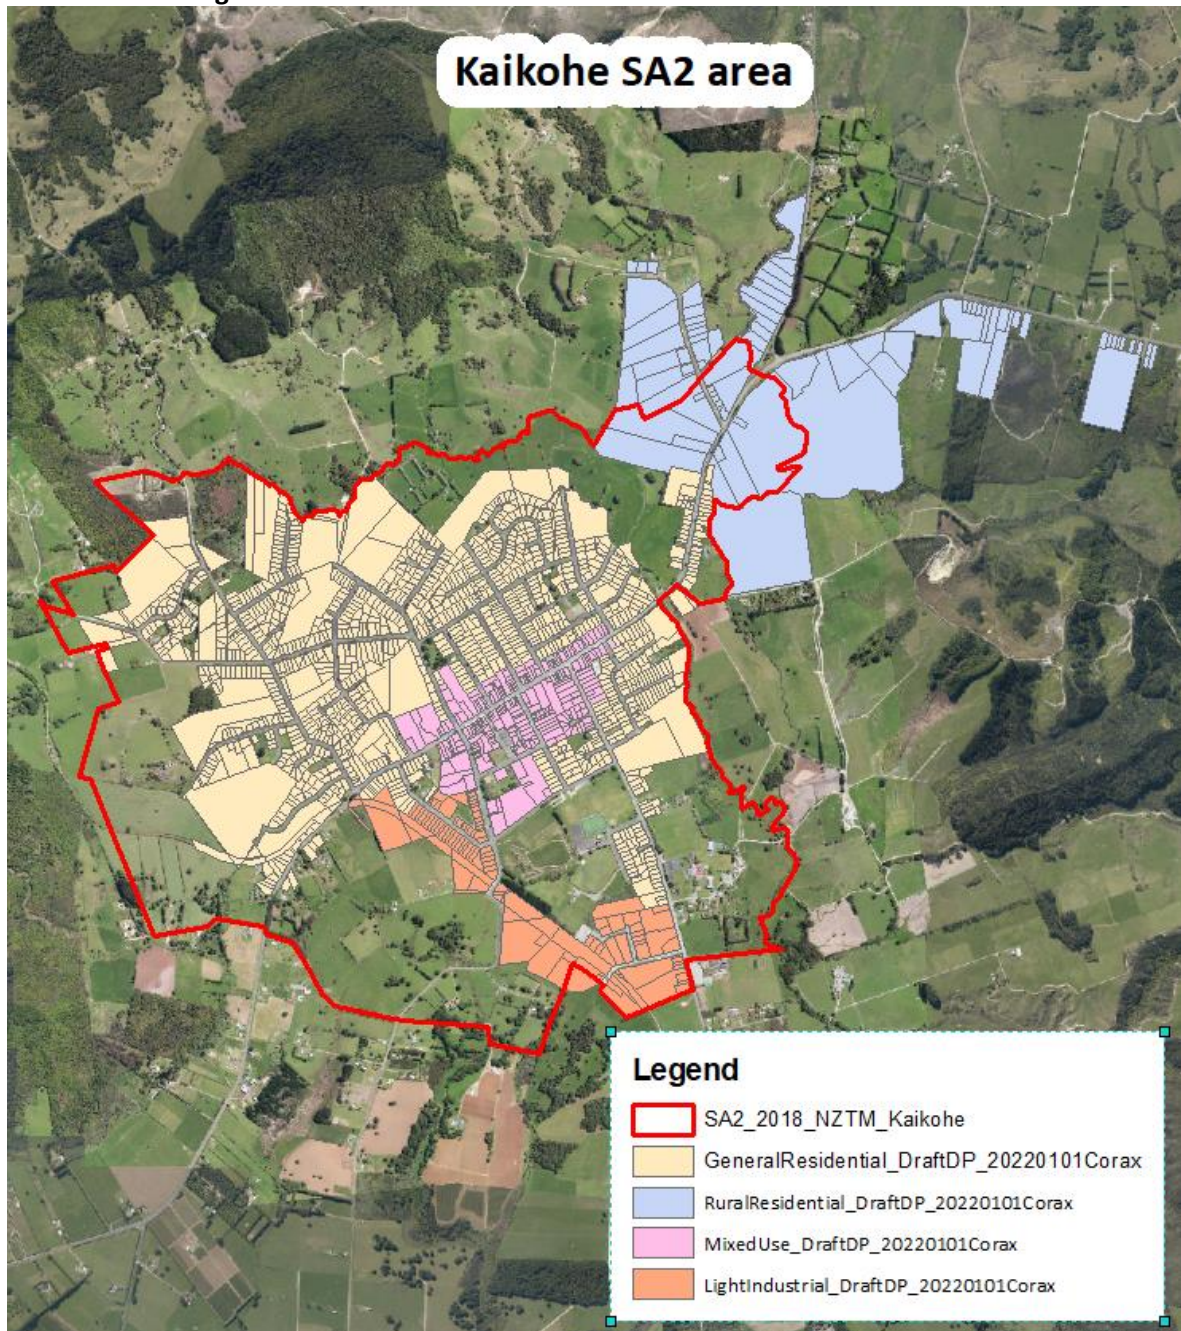 Kaikohe SA2 area
Legend
SA2_2018_NZTM_Kaikohe
GeneralResidential_DraftDP_20220101Corax
RuralResidential_DraftDP_20220101Corax
MixedUse_DraftDP_20220101Corax
LightIndustrial_DraftDP_20220101Corax